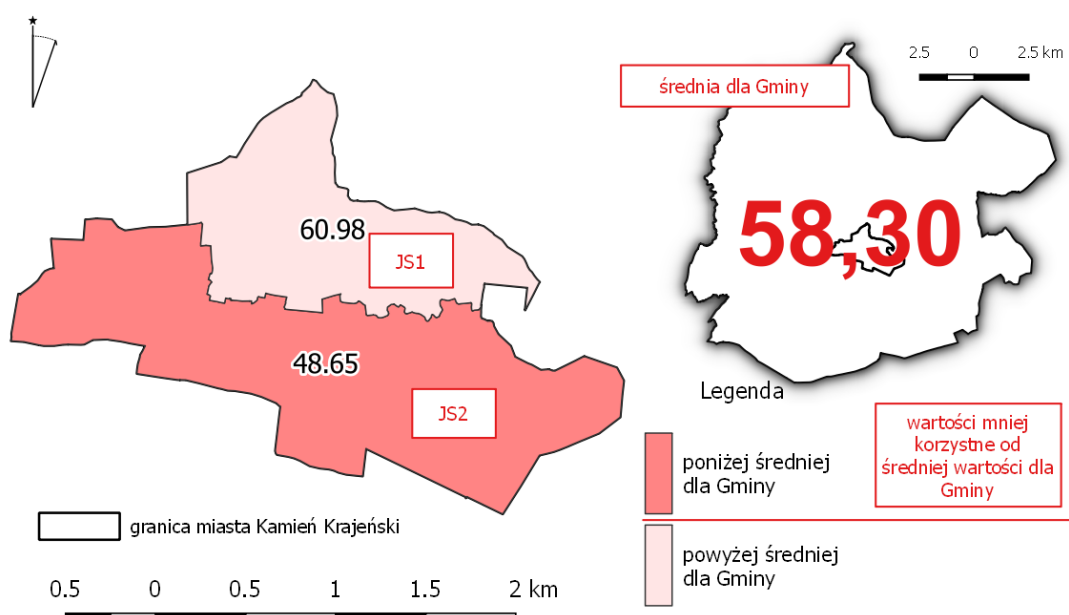 2.5 0 2.5 km
średnia dla Gminy
58,30
60.98
JS1
48.65
JS2
Legenda
poniżej średniej
dla Gminy
wartości mniej
korzystne od
średniej wartości dla
Gminy
powyżej średniej
dla Gminy
granica miasta Kamień Krajeński
0.5 0 0.5 1 1.5 2 km